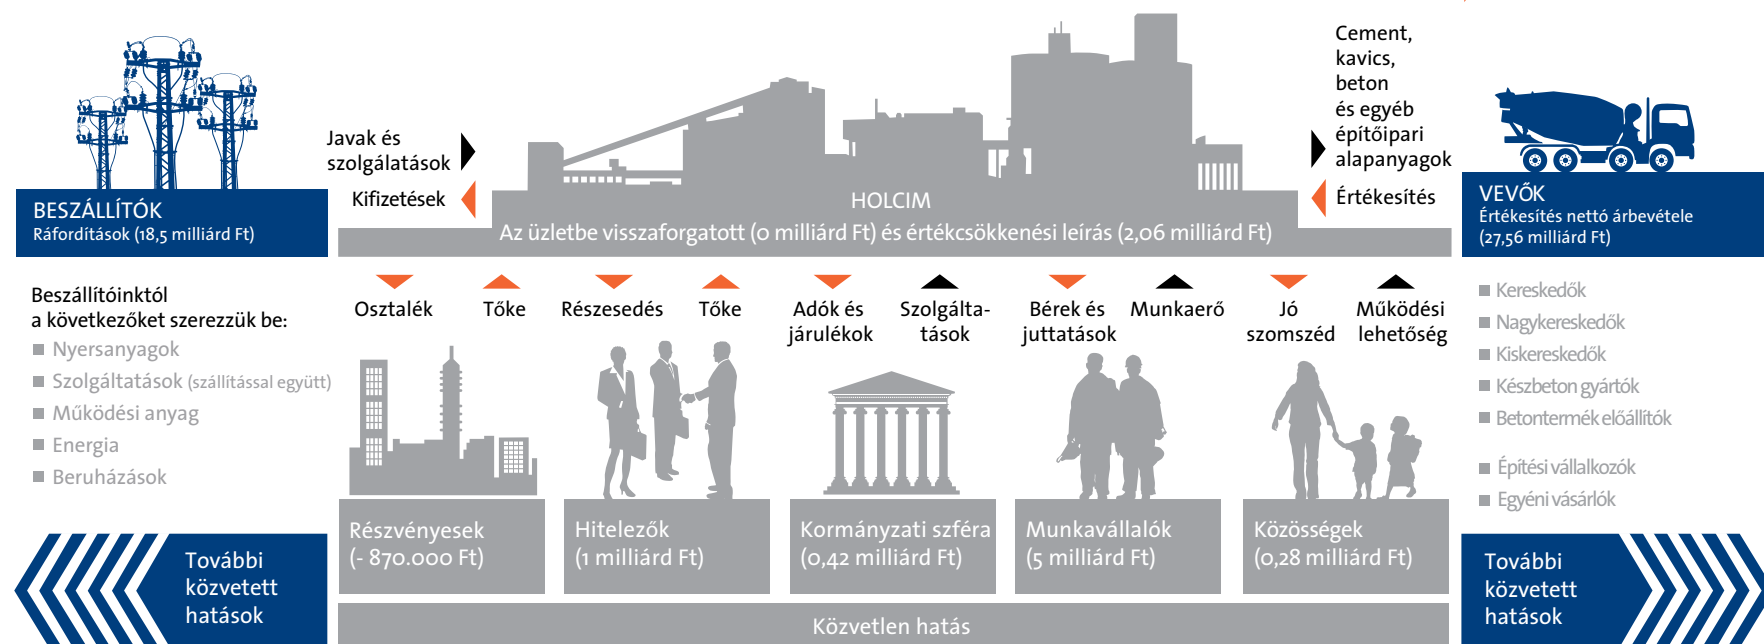 BESZÁLLÍTÓK
Ráfordítások (18,5 milliárd Ft)
Beszállítóinktól
a következőket szerezzük be:
Nyersanyagok
Szolgáltatások (szállítással együtt)
Működési anyag
Energia
Beruházások
További
közvetett
hatások
Javak és
szolgálatások
Kifizetések
HOLCIM
Az üzletbe visszaforgatott (0 milliárd Ft) és értékcsökkenési leírás (2,06 milliárd Ft)
Cement,
kavics,
beton
és egyéb
építőipari
alapanyagok
Értékesítés
Osztalék
Tőke
Részesedés
Tőke
Adók és
járulékok
Szolgálta-
tások
Bérek és
juttatások
Munkaerő
Jó
szomszéd
Működési
lehetőség
Részvényesek
(- 870.000 Ft)
Hitelezők
(1 milliárd Ft)
Kormányzati szféra
(0,42 milliárd Ft)
Munkavállalók
(5 milliárd Ft)
Közösségek
(0,28 milliárd Ft)
Közvetlen hatás
VEVŐK
Értékesítés nettó árbevétele
(27,56 milliárd Ft)
Kereskedők
Nagykereskedők
Kiskereskedők
Készbeton gyártók
Betontermék előállítók
Építési vállalkozók
Egyéni vásárlók
További
közvetett
hatások